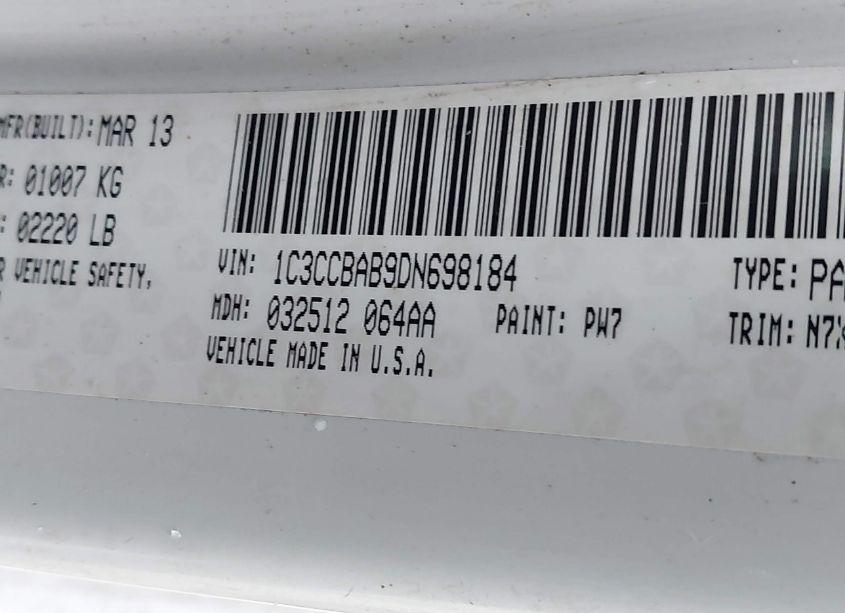 MFR(BUILT): MAR 13
R: 01007 KG
: 02220 LB
R VEHICLE SAFETY,
VIN: 1C3CCBAB9DN698184
MDH: 032512 064AA PAINT: PW7
VEHICLE MADE IN U.S.A.
TYPE: PA
TRIM: N7X